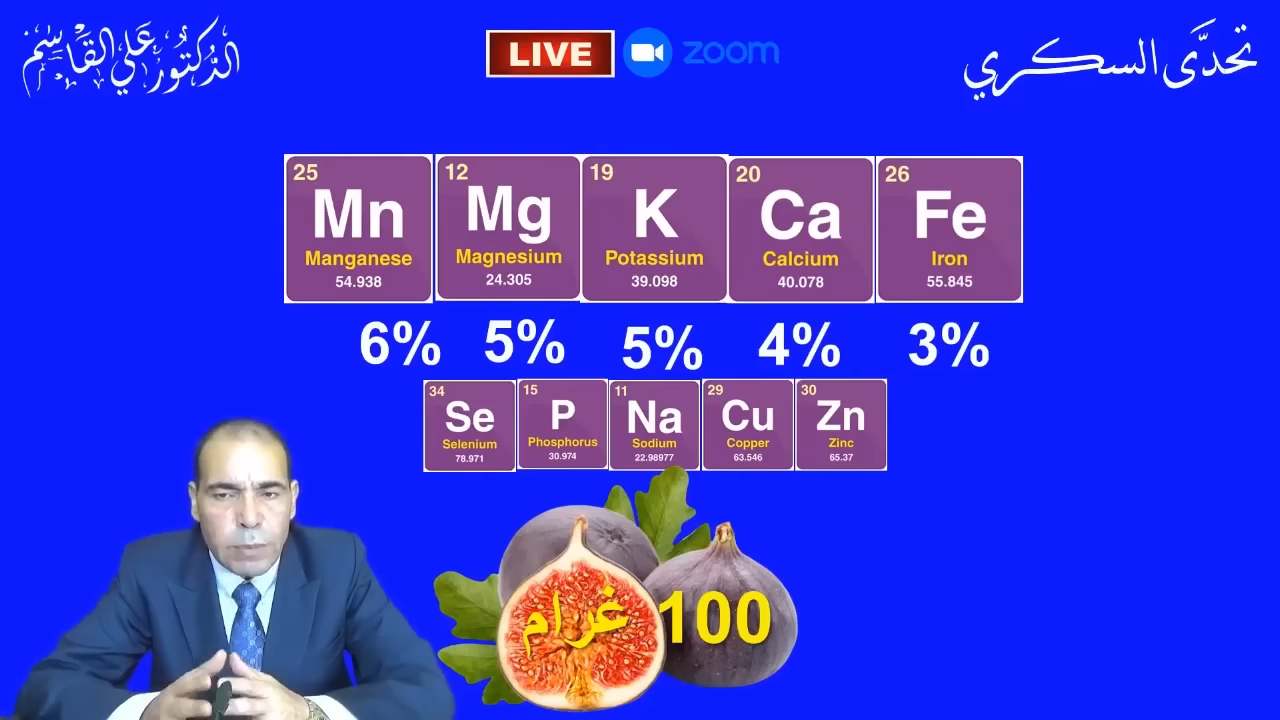 الدكتور علي القاسم
LIVE zoom
تحدَّى السكري
25 12 19 20 26
Mn Mg K Ca Fe
Manganese Magnesium Potassium Calcium Iron
54.938 24.305 39.098 40.078 55.845
6% 5% 5% 4% 3%
34 15 11 29 30
Se P Na Cu Zn
Selenium Phosphorus Sodium Copper Zinc
78.971 30.974 22.98977 63.546 65.37
100 غرام